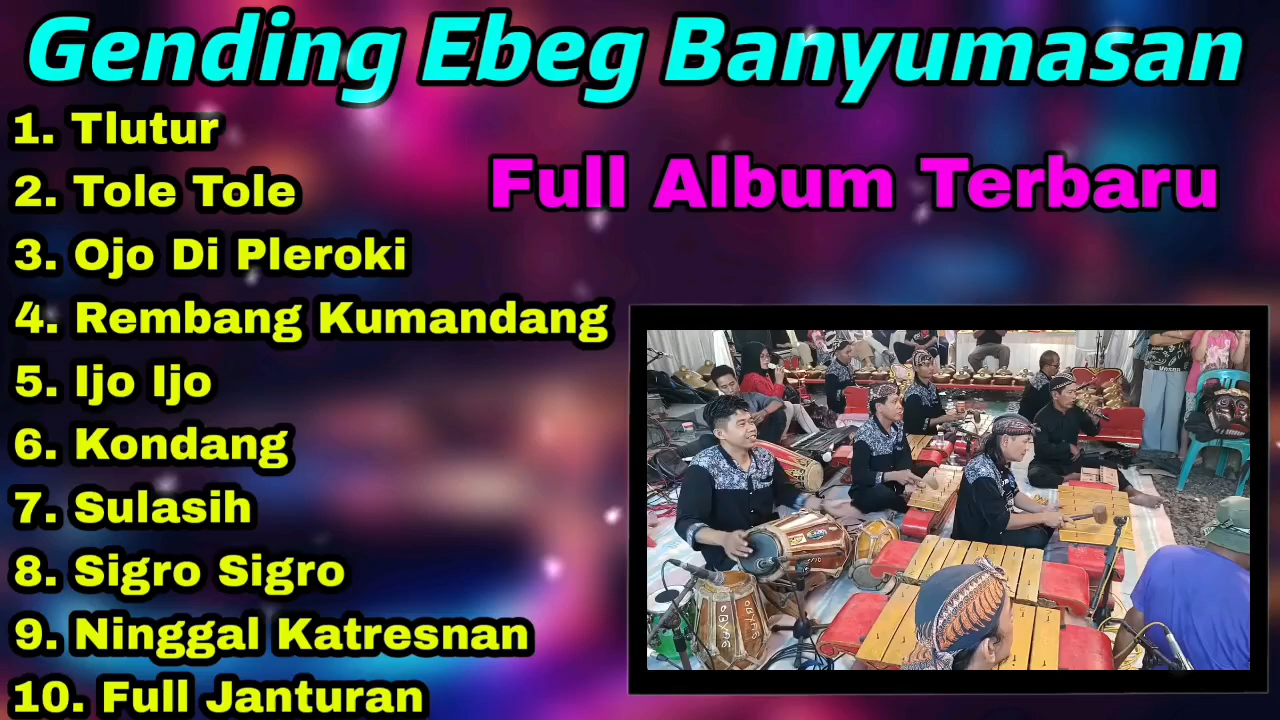 Gending Ebeg Banyumasan
Full Album Terbaru
1. Tlutur
2. Tole Tole
3. Ojo Di Pleroki
4. Rembang Kumandang
5. Ijo Ijo
6. Kondang
7. Sulasih
8. Sigro Sigro
9. Ninggal Katresnan
10. Full Janturan